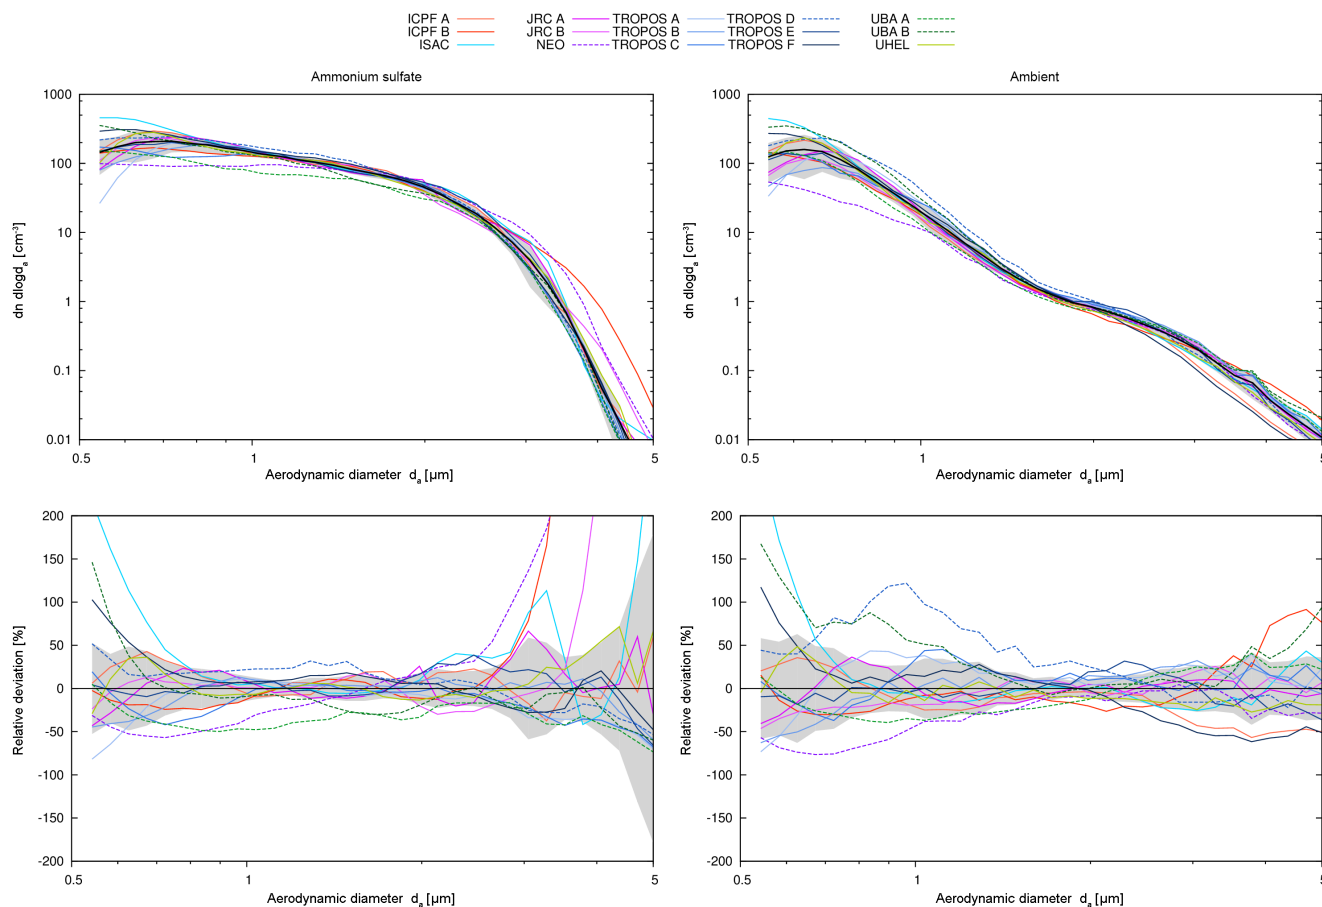 ICPF A JRC A TROPOS A TROPOS D UBA A
ICPF B JRC B TROPOS B TROPOS E UBA B
ISAC NEO TROPOS C TROPOS F UHEL
Ammonium sulfate
1000
100
10
1
0.1
0.01
dn dlogdₐ [cm⁻³]
0.5 1 2 5
Aerodynamic diameter dₐ [µm]
Ambient
1000
100
10
1
0.1
0.01
dn dlogdₐ [cm⁻³]
0.5 1 2 5
Aerodynamic diameter dₐ [µm]
200
150
100
50
0
-50
-100
-150
-200
Relative deviation [%]
0.5 1 2 5
Aerodynamic diameter dₐ [µm]
200
150
100
50
0
-50
-100
-150
-200
Relative deviation [%]
0.5 1 2 5
Aerodynamic diameter dₐ [µm]